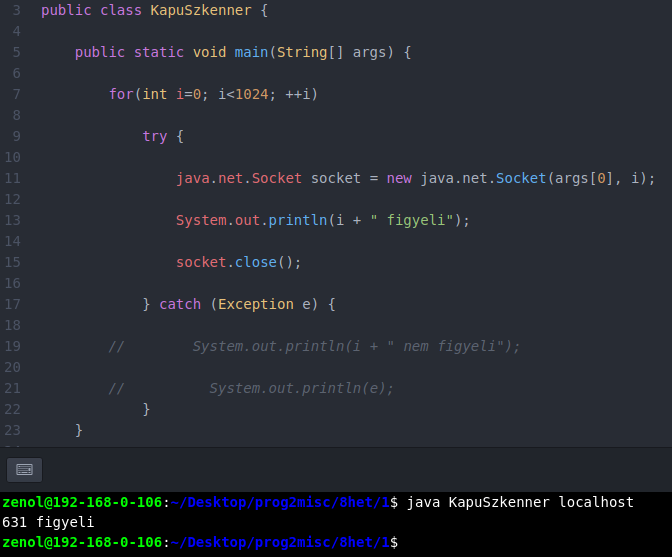 3 public class KapuSzkenner {
4
5 public static void main(String[] args) {
6
7 for(int i=0; i<1024; ++i)
8
9 try {
10
11 java.net.Socket socket = new java.net.Socket(args[0], i);
12
13 System.out.println(i + " figyeli");
14
15 socket.close();
16
17 } catch (Exception e) {
18
19 // System.out.println(i + " nem figyeli");
20
21 // System.out.println(e);
22 }
23 }
zenol@192-168-0-106:~/Desktop/prog2misc/8het/1$ java KapuSzkenner localhost
631 figyeli
zenol@192-168-0-106:~/Desktop/prog2misc/8het/1$